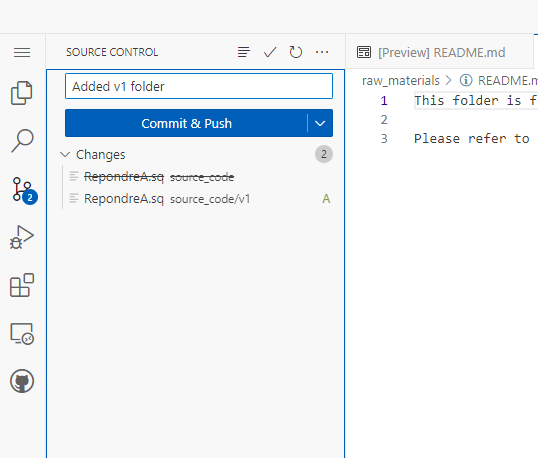 SOURCE CONTROL
Added v1 folder
Commit & Push
Changes 2
RepondreA.sq source_code
RepondreA.sq source_code/v1 A
2
[Preview] README.md
raw_materials > README.m
1 This folder is f
2
3 Please refer to